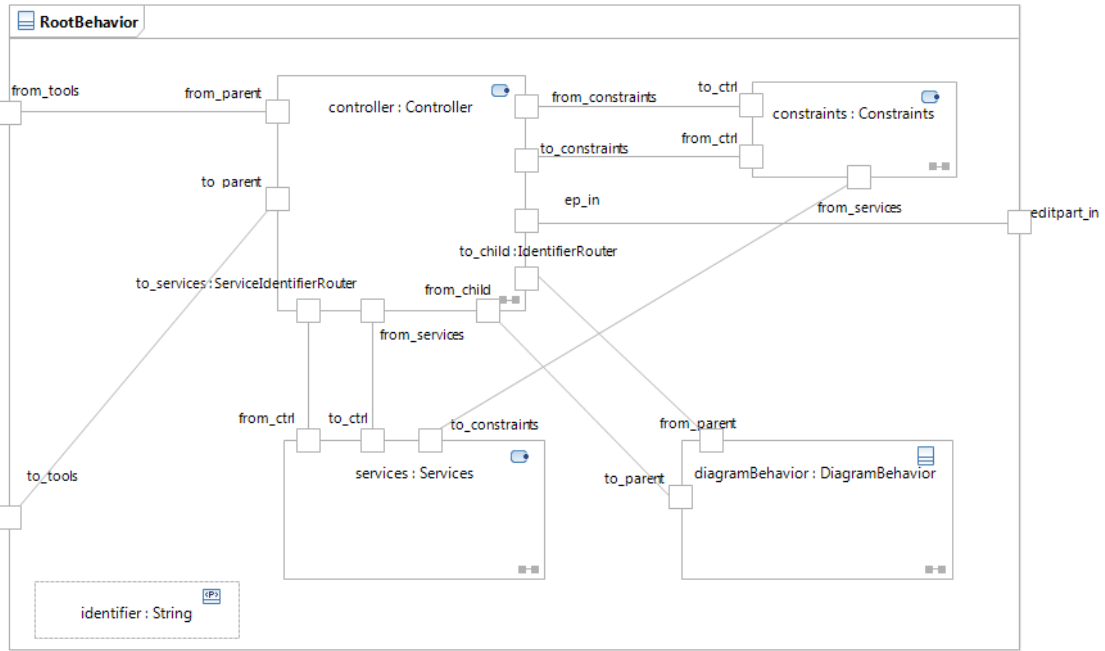 RootBehavior
from_tools
from_parent
controller : Controller
from_constraints
to_ctrl
constraints : Constraints
from_ctrl
to_constraints
to_parent
ep_in
from_services
editpart_in
to_child :IdentifierRouter
to_services :ServiceIdentifierRouter
from_child
from_services
from_ctrl
to_ctrl
to_constraints
from_parent
services : Services
to_parent
diagramBehavior : DiagramBehavior
to_tools
<P>
identifier : String